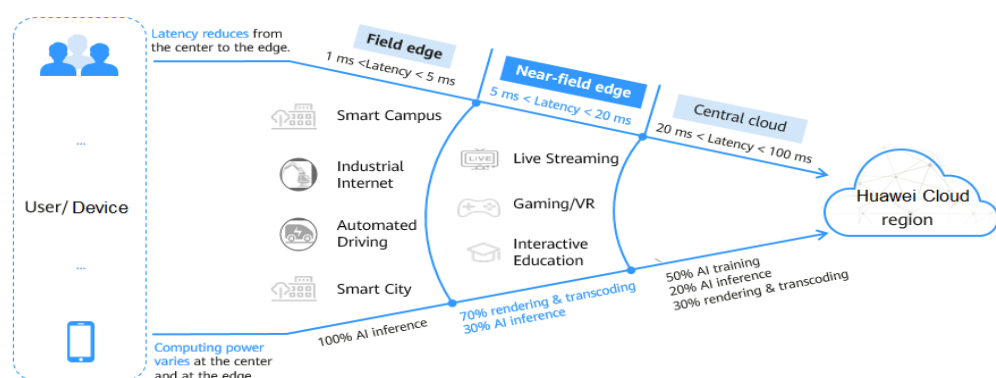 Latency reduces from
the center to the edge.
Field edge
1 ms <Latency < 5 ms
Near-field edge
5 ms < Latency < 20 ms
Central cloud
20 ms < Latency < 100 ms
...
User/ Device
...
Smart Campus
Industrial
Internet
Automated
Driving
Smart City
LIVE
Live Streaming
Gaming/VR
Interactive
Education
Huawei Cloud
region
100% AI inference
70% rendering & transcoding
30% AI inference
50% AI training
20% AI inference
30% rendering & transcoding
Computing power
varies at the center
and at the edge